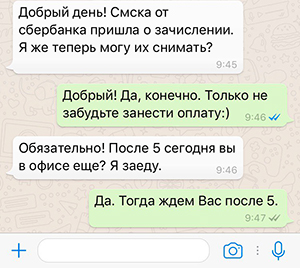 Добрый день! Смска от
сбербанка пришла о зачислении.
Я же теперь могу их снимать?
9:45
Добрый! Да, конечно. Только не
забудьте занести оплату:)
9:46
Обязательно! После 5 сегодня вы
в офисе еще? Я заеду.
9:46
Да. Тогда ждем Вас после 5.
9:47